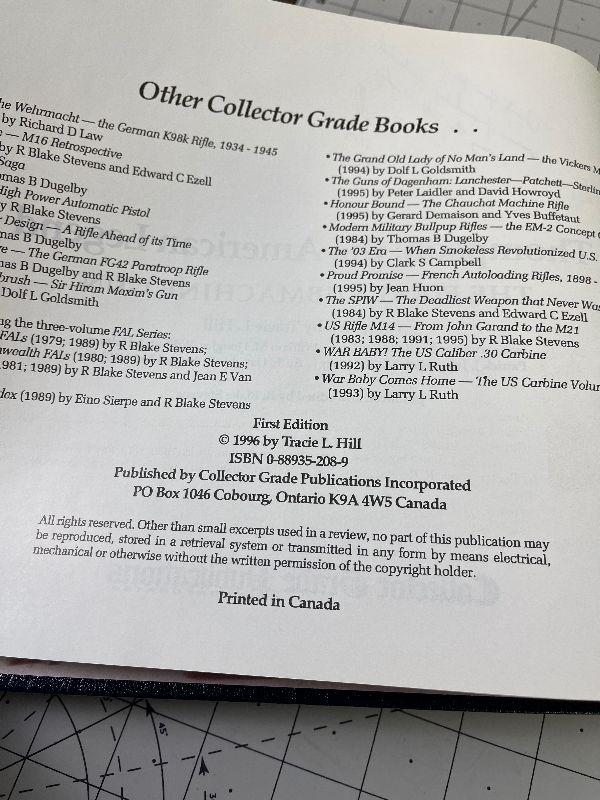 Other Collector Grade Books . .
he Wehrmacht — the German K98k Rifle, 1934 - 1945
by Richard D Law
e — M16 Retrospective
by R Blake Stevens and Edward C Ezell
Saga
omas B Dugelby
High Power Automatic Pistol
y R Blake Stevens
Design — A Rifle Ahead of its Time
mas B Dugelby
re — The German FG42 Paratroop Rifle
mas B Dugelby and R Blake Stevens
brush — Sir Hiram Maxim's Gun
Dolf L Goldsmith
ng the three-volume FAL Series:
FALs (1979; 1989) by R Blake Stevens;
nwealth FALs (1980; 1989) by R Blake Stevens;
981; 1989) by R Blake Stevens and Jean E Van
dex (1989) by Eino Sierpe and R Blake Stevens
• The Grand Old Lady of No Man's Land — the Vickers M
(1994) by Dolf L Goldsmith
• The Guns of Dagenham: Lanchester—Patchett—Sterlin
(1995) by Peter Laidler and David Howroyd
• Honour Bound — The Chauchat Machine Rifle
(1995) by Gerard Demaison and Yves Buffetaut
• Modern Military Bullpup Rifles — the EM-2 Concept
(1984) by Thomas B Dugelby
• The '03 Era — When Smokeless Revolutionized U.S.
(1994) by Clark S Campbell
• Proud Promise — French Autoloading Rifles, 1898 -
(1995) by Jean Huon
• The SPIW — The Deadliest Weapon that Never Was
(1984) by R Blake Stevens and Edward C Ezell
• US Rifle M14 — From John Garand to the M21
(1983; 1988; 1991; 1995) by R Blake Stevens
• WAR BABY! The US Caliber .30 Carbine
(1992) by Larry L Ruth
• War Baby Comes Home — The US Carbine Volu
(1993) by Larry L Ruth
First Edition
© 1996 by Tracie L. Hill
ISBN 0-88935-208-9
Published by Collector Grade Publications Incorporated
PO Box 1046 Cobourg, Ontario K9A 4W5 Canada
All rights reserved. Other than small excerpts used in a review, no part of this publication may
be reproduced, stored in a retrieval system or transmitted in any form by means electrical,
mechanical or otherwise without the written permission of the copyright holder.
Printed in Canada
45°
3